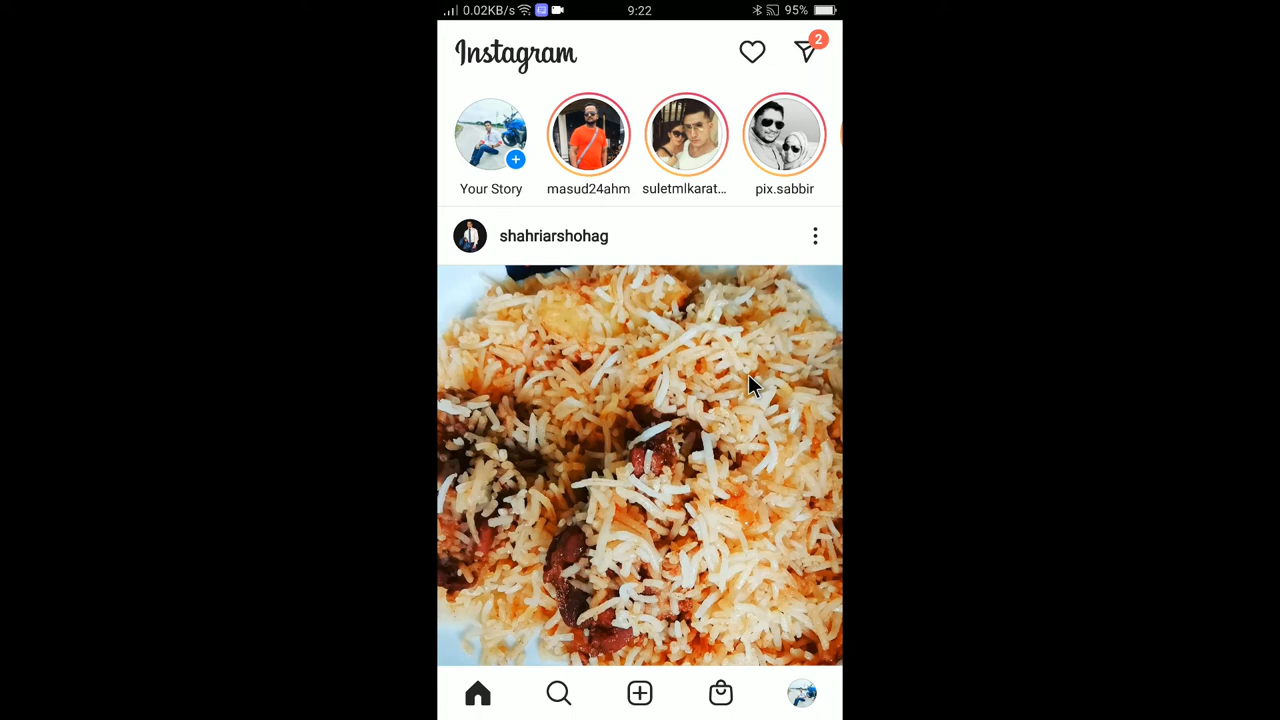 0.02KB/s 9:22 95%
Instagram 2
Your Story masud24ahm suletmlkarat... pix.sabbir
shahriarshohag